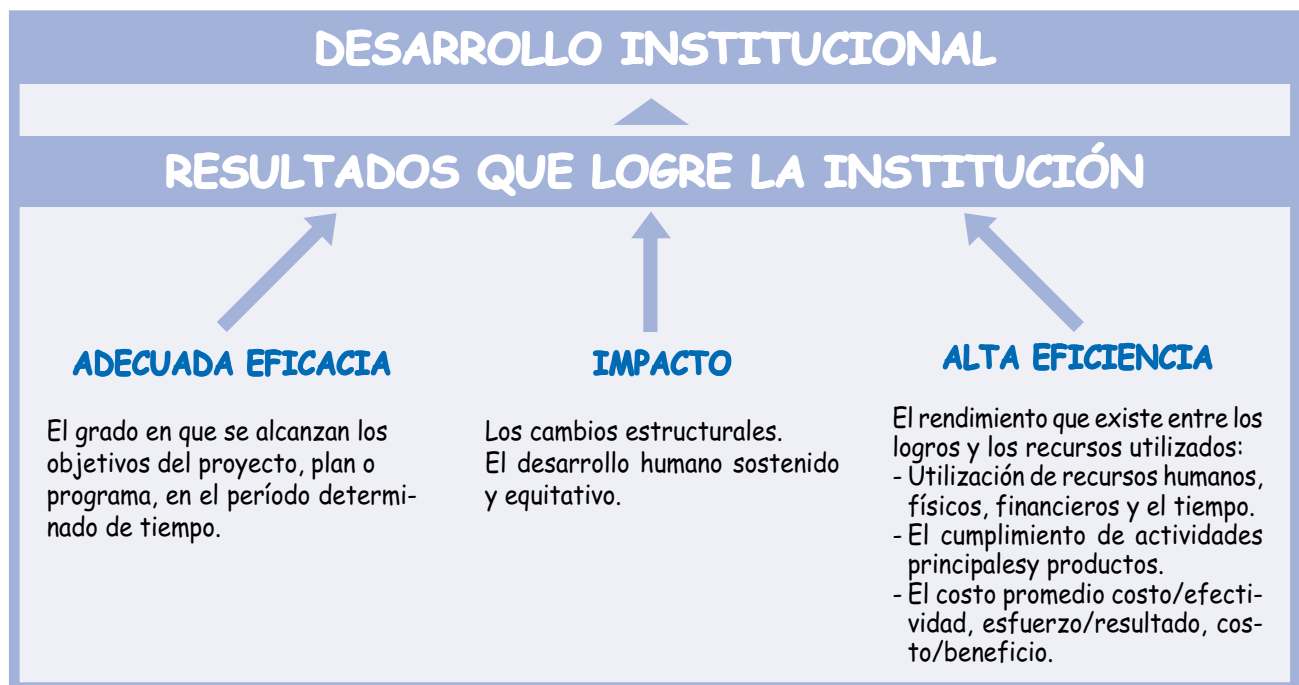 DESARROLLO INSTITUCIONAL
RESULTADOS QUE LOGRE LA INSTITUCIÓN
ADECUADA EFICACIA
El grado en que se alcanzan los
objetivos del proyecto, plan o
programa, en el período determi-
nado de tiempo.
IMPACTO
Los cambios estructurales.
El desarrollo humano sostenido
y equitativo.
ALTA EFICIENCIA
El rendimiento que existe entre los
logros y los recursos utilizados:
- Utilización de recursos humanos,
físicos, financieros y el tiempo.
- El cumplimiento de actividades
principalesy productos.
- El costo promedio costo/efecti-
vidad, esfuerzo/resultado, cos-
to/beneficio.